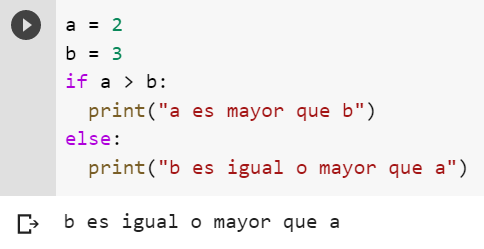 a = 2
b = 3
if a > b:
  print("a es mayor que b")
else:
  print("b es igual o mayor que a")
b es igual o mayor que a